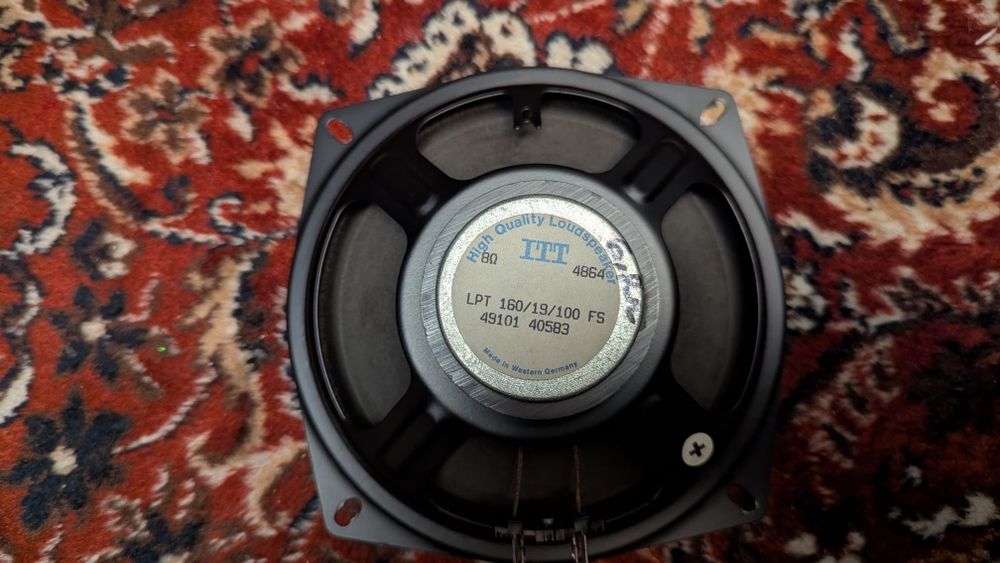 High Quality Loudspeaker
ITT
8Ω 4864
LPT 160/19/100 FS
49101 40583
Made in Western Germany